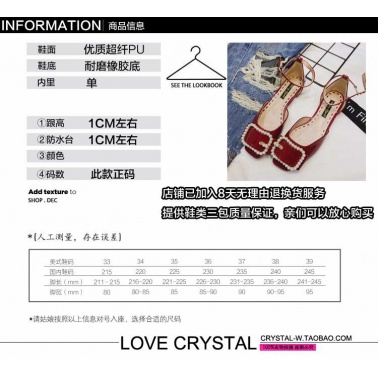 INFORMATION 商品信息
鞋面 优质超纤PU
鞋底 耐磨橡胶底
内里 单
SEE THE LOOKBOOK
①跟高 1CM左右
②防水台 1CM左右
③颜色
④码数 此款正码
Add texture to
SHOP . DEC
店铺已加入8天无理由退换货服务
提供鞋类三包质量保证，亲们可以放心购买
*{人工测量，存在误差}
美式鞋码 33 34 35 36 37 38 39
国内鞋码 215 220 225 230 235 240 245
脚长（mm） 211-215 216-220 221-225 226-230 231-235 236-240 241-245
脚宽（mm） 80 80-85 85 85-90 90 90-95 95
*请姑娘按照以上信息对号入座，选择合适的尺码
LOVE CRYSTAL
CRYSTAL-W.TAOBAO.COM